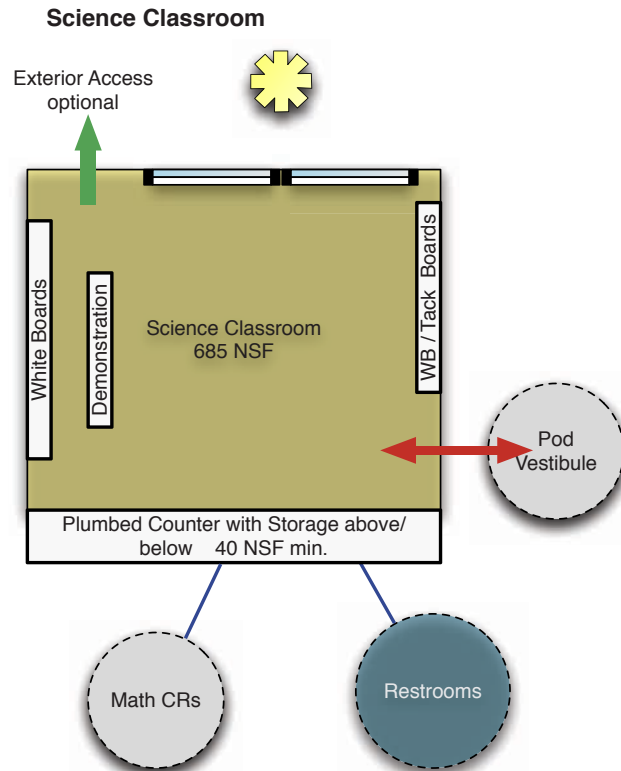 Science Classroom
Exterior Access
optional
White Boards
Demonstration
Science Classroom
685 NSF
WB / Tack Boards
Pod
Vestibule
Plumbed Counter with Storage above/
below 40 NSF min.
Math CRs
Restrooms